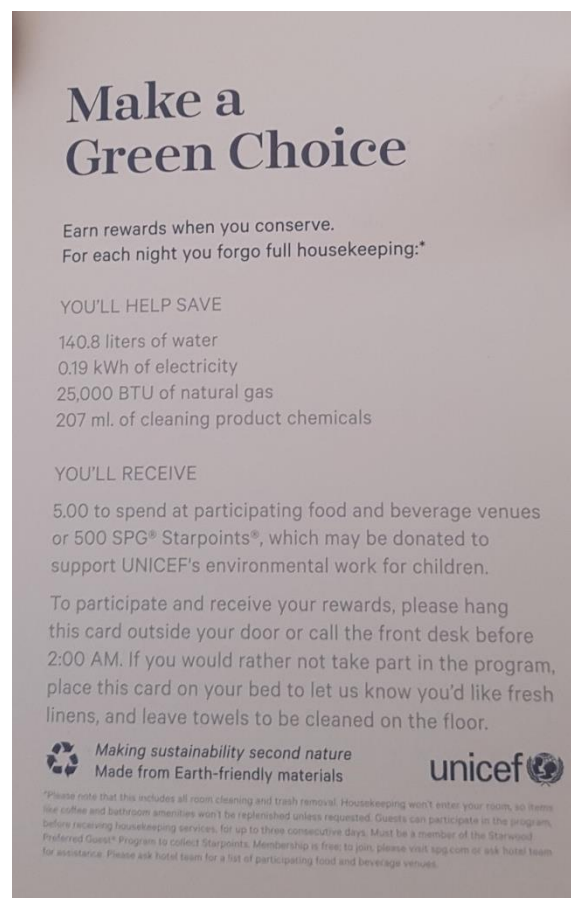 Make a
Green Choice
Earn rewards when you conserve.
For each night you forgo full housekeeping:*
YOU'LL HELP SAVE
140.8 liters of water
0.19 kWh of electricity
25,000 BTU of natural gas
207 ml. of cleaning product chemicals
YOU'LL RECEIVE
5.00 to spend at participating food and beverage venues
or 500 SPG® Starpoints®, which may be donated to
support UNICEF's environmental work for children.
To participate and receive your rewards, please hang
this card outside your door or call the front desk before
2:00 AM. If you would rather not take part in the program,
place this card on your bed to let us know you'd like fresh
linens, and leave towels to be cleaned on the floor.
Making sustainability second nature
Made from Earth-friendly materials
unicef
*Please note that this includes all room cleaning and trash removal. Housekeeping won't enter your room, so items
like coffee and bathroom amenities won't be replenished unless requested. Guests can participate in the program,
before receiving housekeeping services, for up to three consecutive days. Must be a member of the Starwood
Preferred Guest® Program to collect Starpoints. Membership is free; to join, please visit spg.com or ask hotel team
for assistance. Please ask hotel team for a list of participating food and beverage venues.